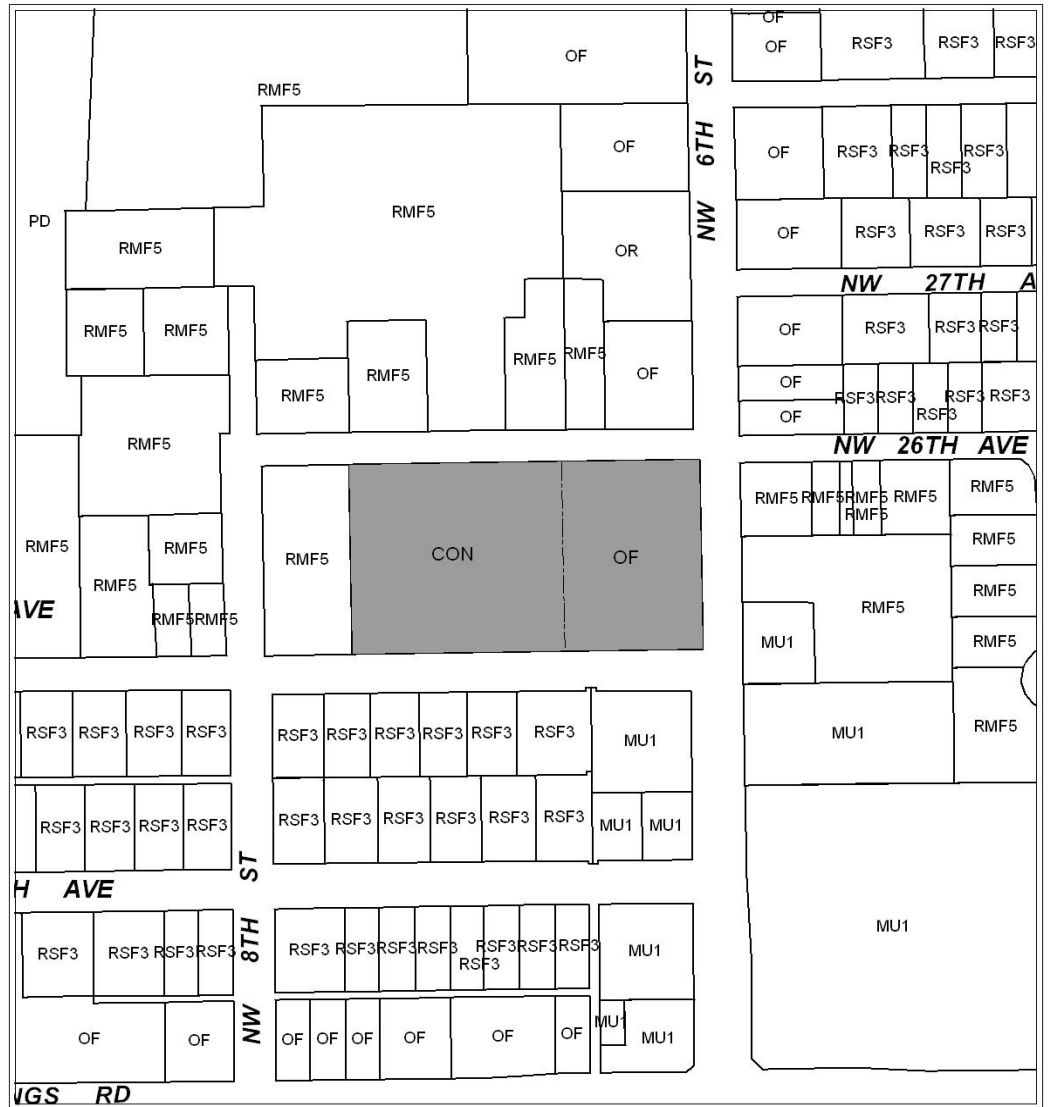 OF
OF
RSF3
RSF3
RSF3
OF
RMF5
NW 6TH ST
OF
OF
RSF3
RSF3
RSF3
RSF3
RMF5
PD
RMF5
OR
OF
RSF3
RSF3
RSF3
NW 27TH A
RMF5
RMF5
RMF5
RMF5
RMF5
RMF5
OF
OF
RSF3
RSF3
RSF3
OF
OF
RSF3
RSF3
RSF3
RSF3
RSF3
NW 26TH AVE
RMF5
RMF5
RMF5
RMF5
RMF5
RMF5
RMF5
RMF5
CON
OF
RMF5
RMF5
RMF5
RMF5
RMF5
RMF5
RMF5
RMF5
RMF5
RMF5
MU1
AVE
RSF3
RSF3
RSF3
RSF3
RSF3
RSF3
RSF3
RSF3
RSF3
RSF3
MU1
MU1
RMF5
RSF3
RSF3
RSF3
RSF3
RSF3
RSF3
RSF3
RSF3
RSF3
RSF3
MU1
MU1
H AVE
NW 8TH ST
MU1
RSF3
RSF3
RSF3
RSF3
RSF3
RSF3
RSF3
RSF3
RSF3
RSF3
RSF3
RSF3
MU1
OF
OF
OF
OF
OF
OF
OF
OF
MU1
MU1
NGS RD